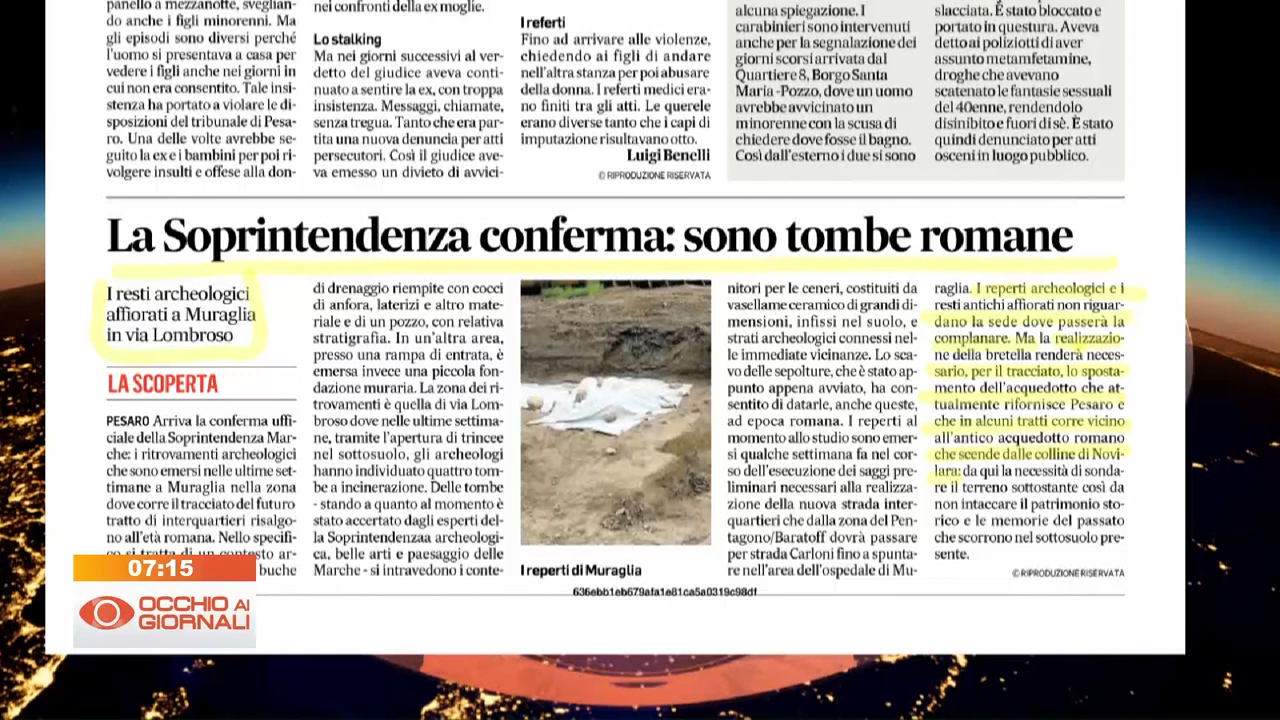 panello a mezzanotte, sveglian-
do anche i figli minorenni. Ma
gli episodi sono diversi perché
l'uomo si presentava a casa per
vedere i figli anche nei giorni in
cui non era consentito. Tale insi-
stenza ha portato a violare le di-
sposizioni del tribunale di Pesa-
ro. Una delle volte avrebbe se-
guito la ex e i bambini per poi ri-
volgere insulti e offese alla don-
nei confronti della ex moglie.
Lo stalking
Ma nei giorni successivi al ver-
detto del giudice aveva conti-
nuato a sentire la ex, con troppa
insistenza. Messaggi, chiamate,
senza tregua. Tanto che era par-
tita una nuova denuncia per atti
persecutori. Così il giudice ave-
va emesso un divieto di avvici-
I referti
Fino ad arrivare alle violenze,
chiedendo ai figli di andare
nell'altra stanza per poi abusare
della donna. I referti medici era-
no finiti tra gli atti. Le querele
erano diverse tanto che i capi di
imputazione risultavano otto.
Luigi Benelli
© RIPRODUZIONE RISERVATA
alcuna spiegazione. I
carabinieri sono intervenuti
anche per la segnalazione dei
giorni scorsi arrivata dal
Quartiere 8, Borgo Santa
Maria-Pozzo, dove un uomo
avrebbe avvicinato un
minorenne con la scusa di
chiedere dove fosse il bagno.
Così dall'esterno i due si sono
slacciata. È stato bloccato e
portato in questura. Aveva
detto ai poliziotti di aver
assunto metamfetamine,
droghe che avevano
scatenato le fantasie sessuali
del 40enne, rendendolo
disinibito e fuori di sè. È stato
quindi denunciato per atti
osceni in luogo pubblico.
La Soprintendenza conferma: sono tombe romane
I resti archeologici
affiorati a Muraglia
in via Lombroso
LA SCOPERTA
PESARO Arriva la conferma uffi-
ciale della Soprintendenza Mar-
che: i ritrovamenti archeologici
che sono emersi nelle ultime set-
timane a Muraglia nella zona
dove corre il tracciato del futuro
tratto di interquartieri risalgo-
no all'età romana. Nello specifi-
co si tratta di un contesto ar-
buche
di drenaggio riempite con cocci
di anfora, laterizi e altro mate-
riale e di un pozzo, con relativa
stratigrafia. In un'altra area,
presso una rampa di entrata, è
emersa invece una piccola fon-
dazione muraria. La zona dei ri-
trovamenti è quella di via Lom-
broso dove nelle ultime settima-
ne, tramite l'apertura di trincee
nel sottosuolo, gli archeologi
hanno individuato quattro tom-
be a incinerazione. Delle tombe
- stando a quanto al momento è
stato accertato dagli esperti del-
la Soprintendenzaa archeologi-
ca, belle arti e paesaggio delle
Marche - si intravedono i conte-
I reperti di Muraglia
nitori per le ceneri, costituiti da
vasellame ceramico di grandi di-
mensioni, infissi nel suolo, e
strati archeologici connessi nel-
le immediate vicinanze. Lo sca-
vo delle sepolture, che è stato ap-
punto appena avviato, ha con-
sentito di datarle, anche queste,
ad epoca romana. I reperti al
momento allo studio sono emer-
si qualche settimana fa nel cor-
so dell'esecuzione dei saggi pre-
liminari necessari alla realizza-
zione della nuova strada inter-
quartieri che dalla zona del Pen-
tagono/Baratoff dovrà passare
per strada Carloni fino a spunta-
re nell'area dell'ospedale di Mu-
raglia. I reperti archeologici e i
resti antichi affiorati non riguar-
dano la sede dove passerà la
complanare. Ma la realizzazio-
ne della bretella renderà neces-
sario, per il tracciato, lo sposta-
mento dell'acquedotto che at-
tualmente rifornisce Pesaro e
che in alcuni tratti corre vicino
all'antico acquedotto romano
che scende dalle colline di Novi-
lara: da qui la necessità di sonda-
re il terreno sottostante così da
non intaccare il patrimonio sto-
rico e le memorie del passato
che scorrono nel sottosuolo pre-
sente.
© RIPRODUZIONE RISERVATA
636ebb1eb679afa1e81ca5a0319c98df
07:15
OCCHIO AI
GIORNALI